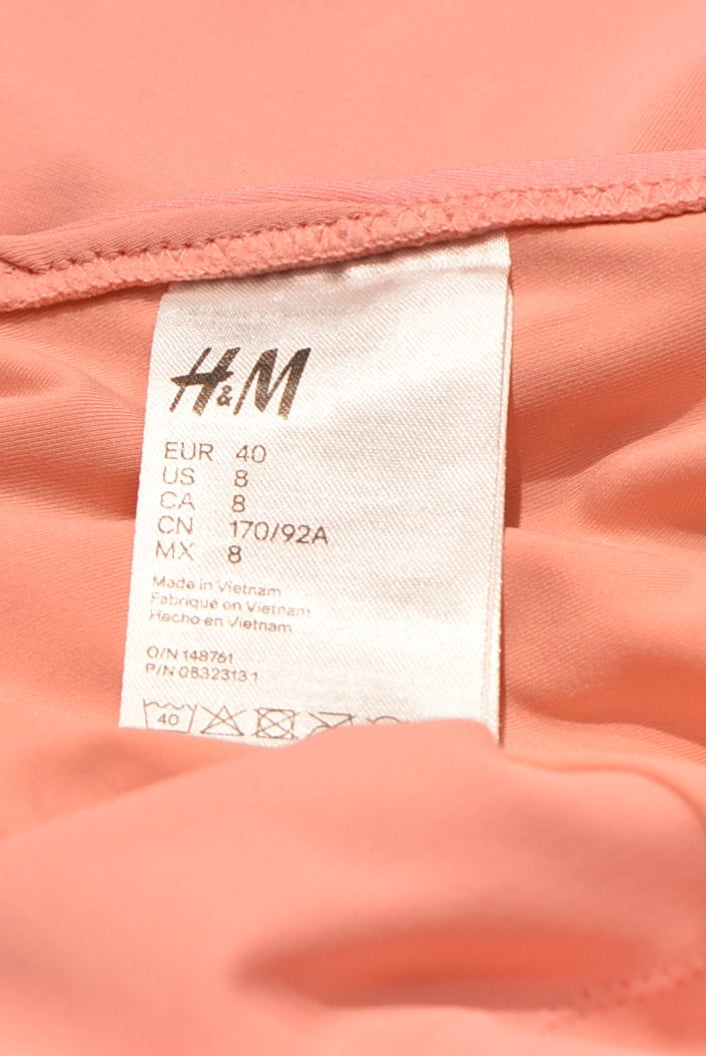 H&M
EUR 40
US 8
CA 8
CN 170/92A
MX 8
Made in Vietnam
Fabriqué en Vietnam
Hecho en Vietnam
O/N 148761
P/N 0832313 1
40